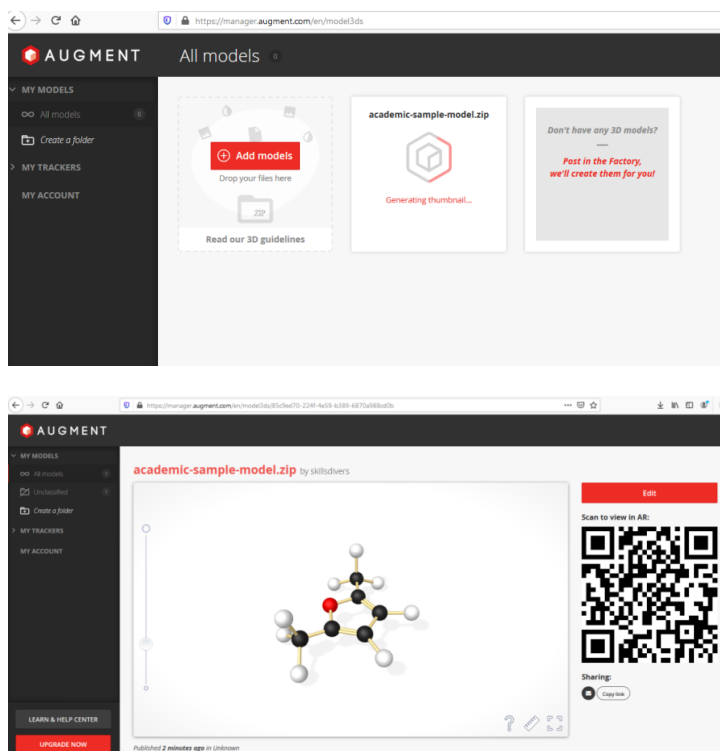 https://manager.augment.com/en/model3ds
AUGMENT
All models 0
MY MODELS
All models 0
Create a folder
MY TRACKERS
MY ACCOUNT
Add models
Drop your files here
ZIP
Read our 3D guidelines
academic-sample-model.zip
Generating thumbnail...
Don't have any 3D models?
Post in the Factory,
we'll create them for you!
AUGMENT
MY MODELS
All models
Unclassified
Create a folder
MY TRACKERS
MY ACCOUNT
LEARN & HELP CENTER
UPGRADE NOW
academic-sample-model.zip by skillsdivers
Published 2 minutes ago in Unknown
Edit
Scan to view in AR:
Sharing:
Copy link